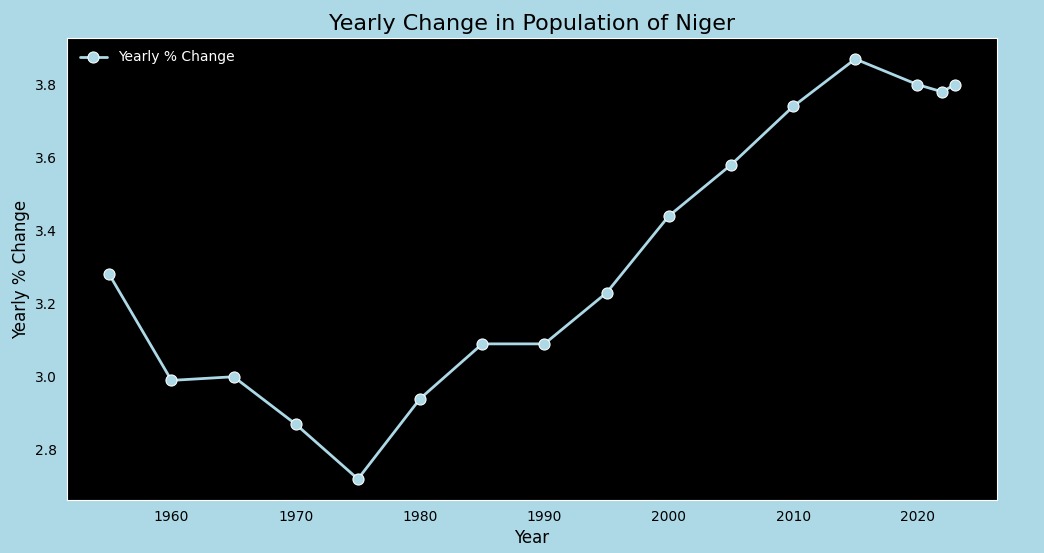 Yearly Change in Population of Niger
Yearly % Change
3.8
3.6
3.4
3.2
3.0
2.8
Yearly % Change
1960 1970 1980 1990 2000 2010 2020
Year